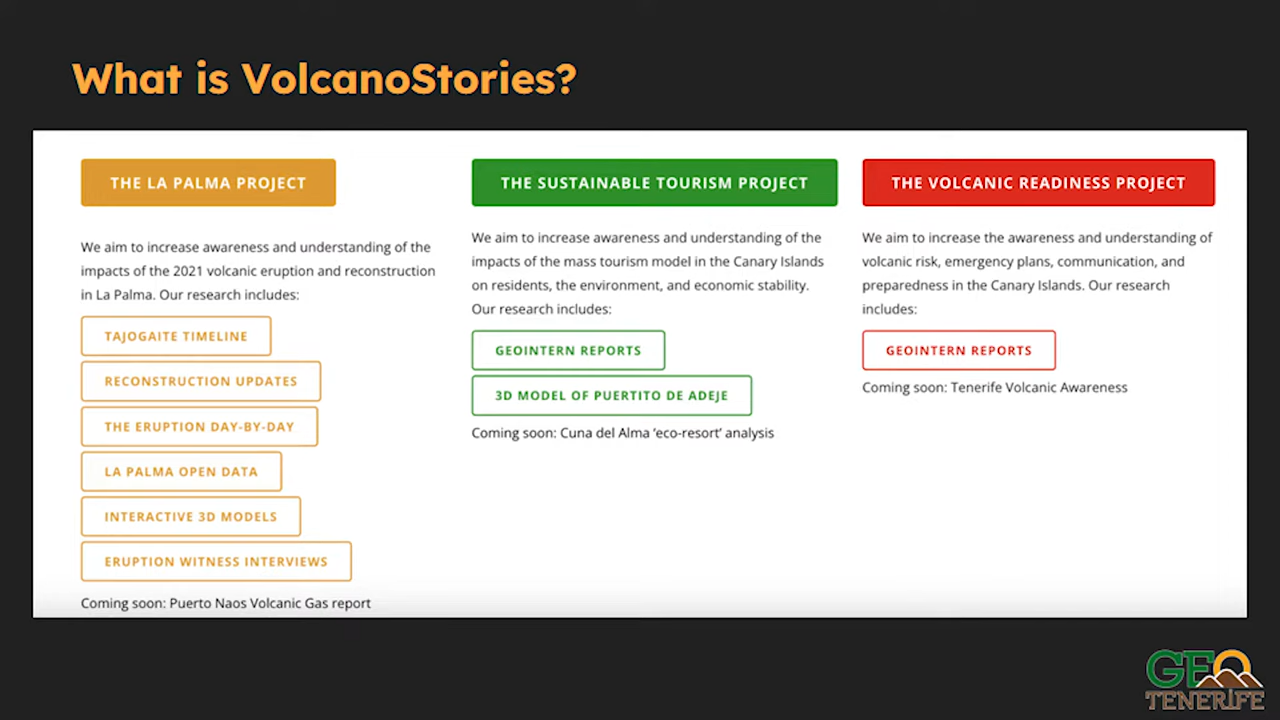 What is VolcanoStories?
THE LA PALMA PROJECT
We aim to increase awareness and understanding of the
impacts of the 2021 volcanic eruption and reconstruction
in La Palma. Our research includes:
TAJOGAITE TIMELINE
RECONSTRUCTION UPDATES
THE ERUPTION DAY-BY-DAY
LA PALMA OPEN DATA
INTERACTIVE 3D MODELS
ERUPTION WITNESS INTERVIEWS
Coming soon: Puerto Naos Volcanic Gas report
THE SUSTAINABLE TOURISM PROJECT
We aim to increase awareness and understanding of the
impacts of the mass tourism model in the Canary Islands
on residents, the environment, and economic stability.
Our research includes:
GEOINTERN REPORTS
3D MODEL OF PUERTITO DE ADEJE
Coming soon: Cuna del Alma ‘eco-resort’ analysis
THE VOLCANIC READINESS PROJECT
We aim to increase the awareness and understanding of
volcanic risk, emergency plans, communication, and
preparedness in the Canary Islands. Our research
includes:
GEOINTERN REPORTS
Coming soon: Tenerife Volcanic Awareness
GEO
TENERIFE